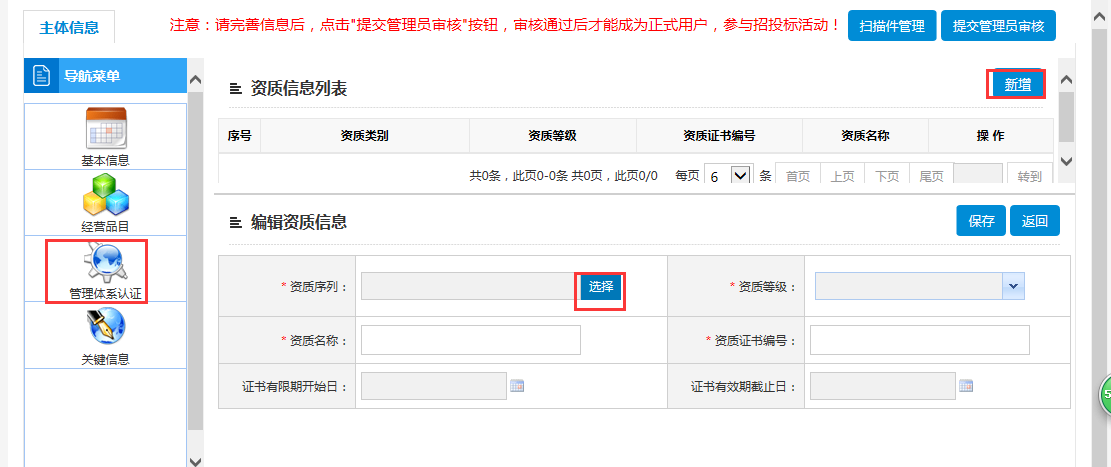 主体信息
注意：请完善信息后，点击"提交管理员审核"按钮，审核通过后才能成为正式用户，参与招投标活动！
扫描件管理 提交管理员审核
导航菜单
基本信息
经营品目
管理体系认证
关键信息
资质信息列表
新增
序号 资质类别 资质等级 资质证书编号 资质名称 操 作
共0条，此页0-0条 共0页，此页0/0 每页 6 条 首页 上页 下页 尾页 转到
编辑资质信息
保存 返回
* 资质序列： 选择 * 资质等级：
* 资质名称： * 资质证书编号：
证书有限期开始日： 证书有效期截止日：
5